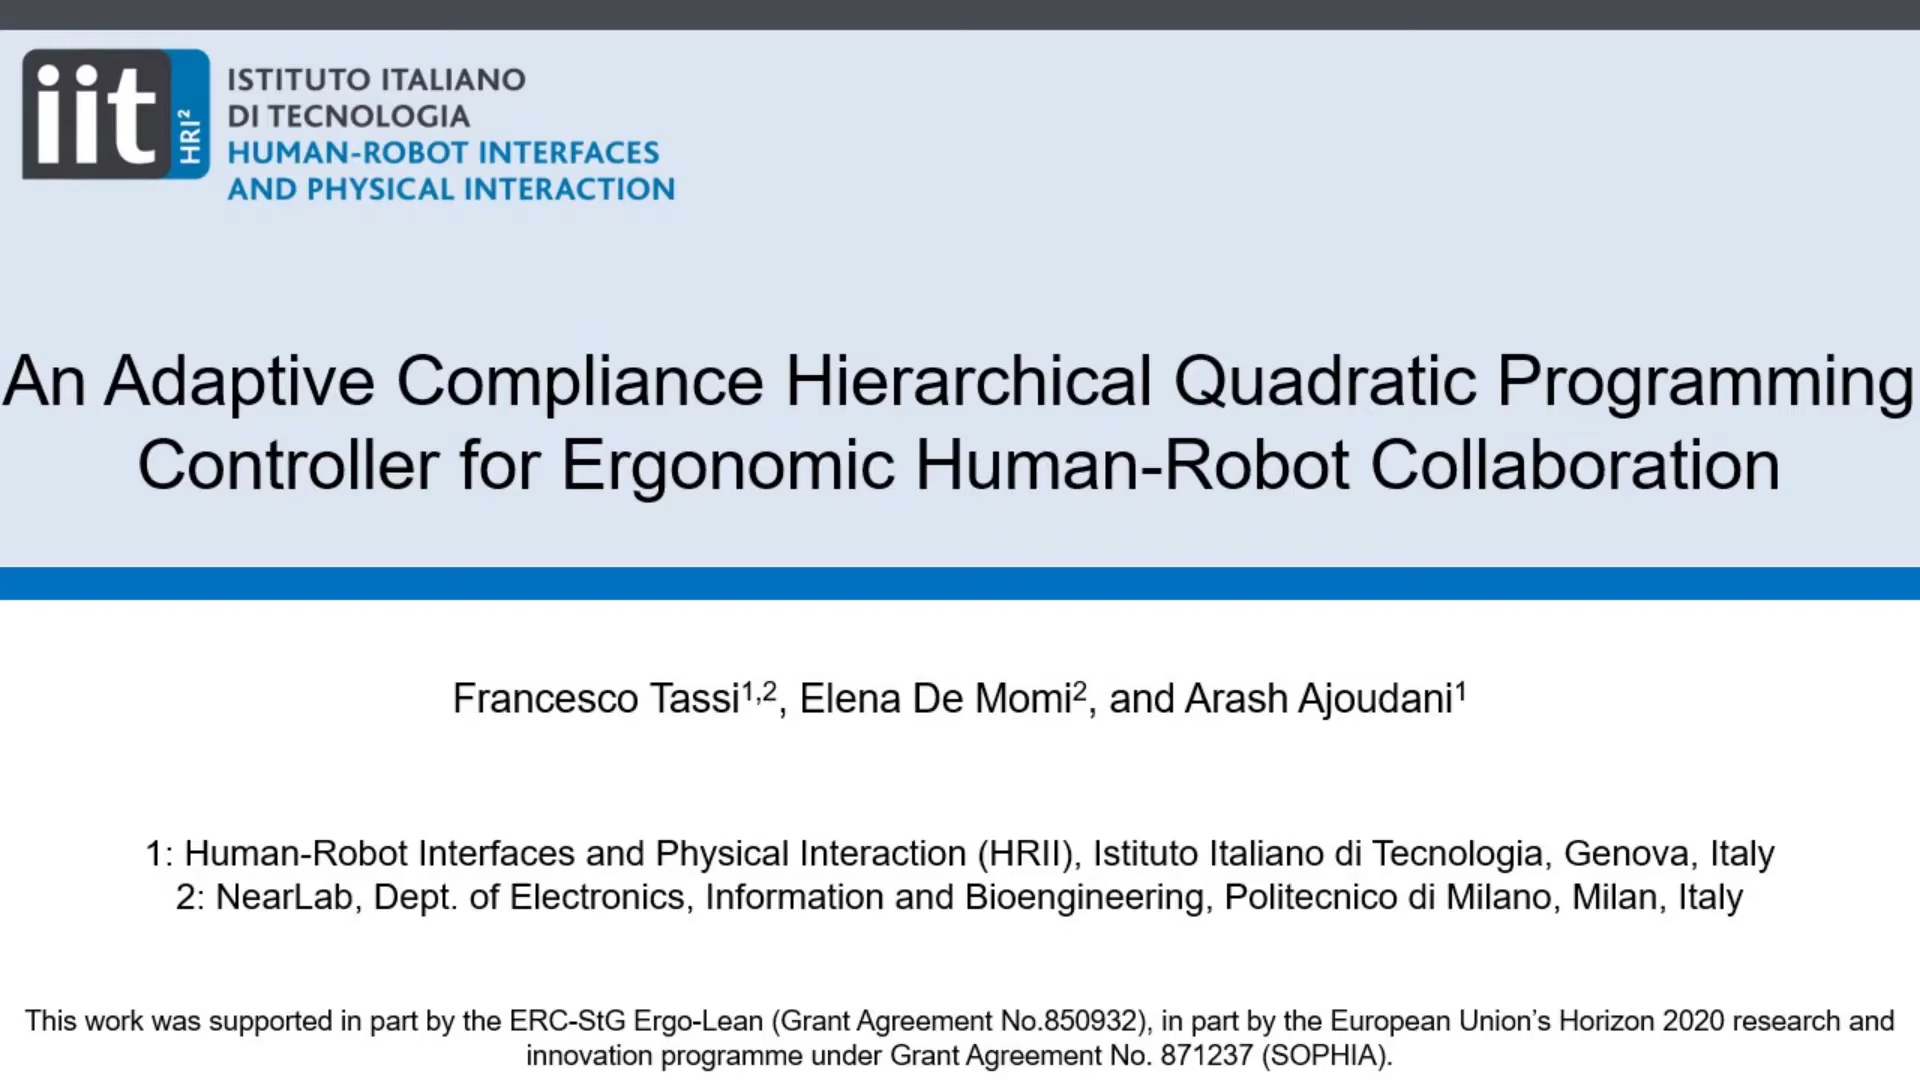 iit
HRI²
ISTITUTO ITALIANO
DI TECNOLOGIA
HUMAN-ROBOT INTERFACES
AND PHYSICAL INTERACTION
An Adaptive Compliance Hierarchical Quadratic Programming
Controller for Ergonomic Human-Robot Collaboration
Francesco Tassi¹,², Elena De Momi², and Arash Ajoudani¹
1: Human-Robot Interfaces and Physical Interaction (HRII), Istituto Italiano di Tecnologia, Genova, Italy
2: NearLab, Dept. of Electronics, Information and Bioengineering, Politecnico di Milano, Milan, Italy
This work was supported in part by the ERC-StG Ergo-Lean (Grant Agreement No.850932), in part by the European Union’s Horizon 2020 research and
innovation programme under Grant Agreement No. 871237 (SOPHIA).